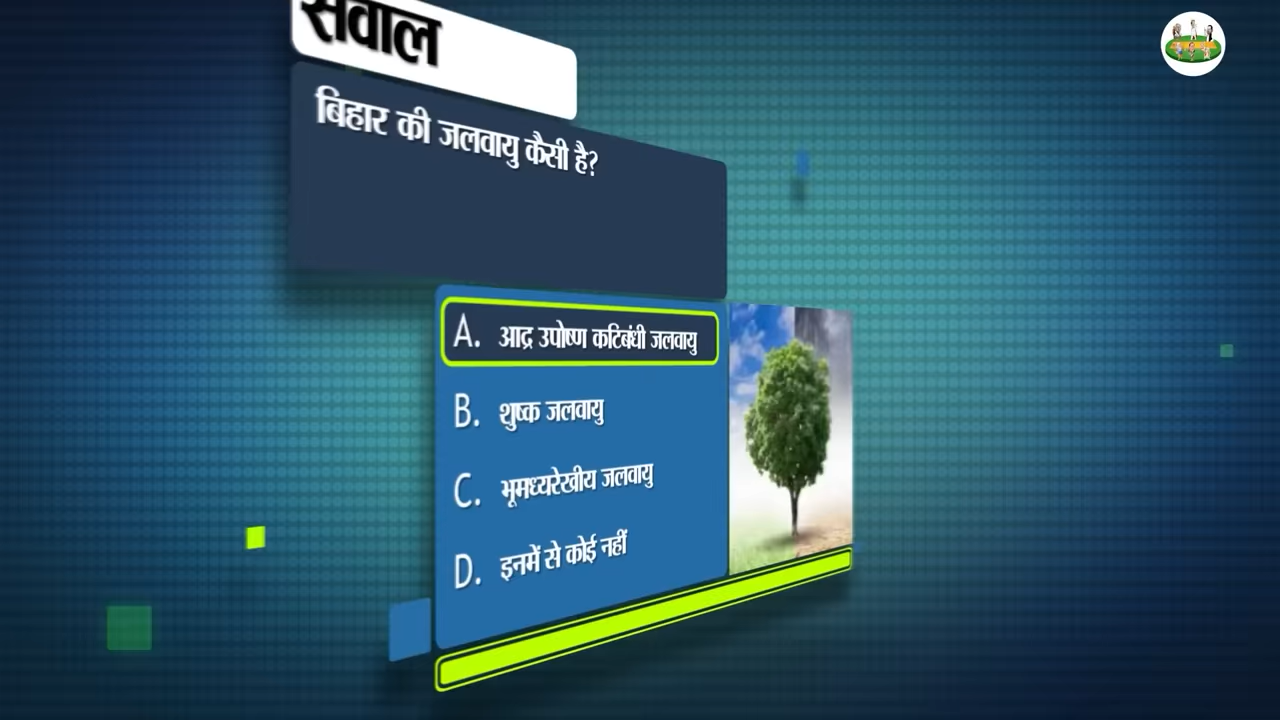 सवाल
बिहार की जलवायु कैसी है?
A. आद्र उपोष्ण कटिबंधी जलवायु
B. शुष्क जलवायु
C. भूमध्यरेखीय जलवायु
D. इनमें से कोई नहीं